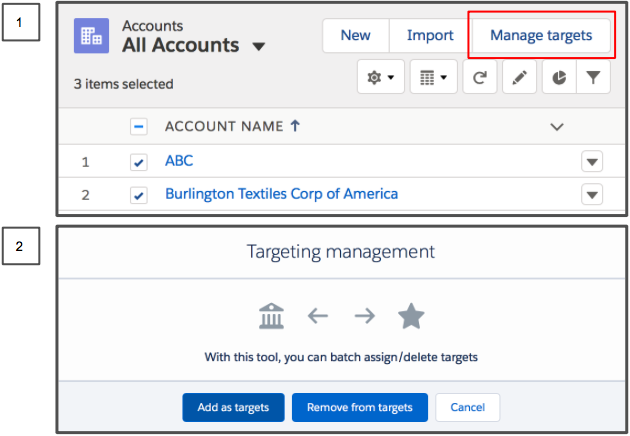 1
Accounts
All Accounts
New Import Manage targets
3 items selected
ACCOUNT NAME
1 ABC
2 Burlington Textiles Corp of America
2
Targeting management
With this tool, you can batch assign/delete targets
Add as targets Remove from targets Cancel